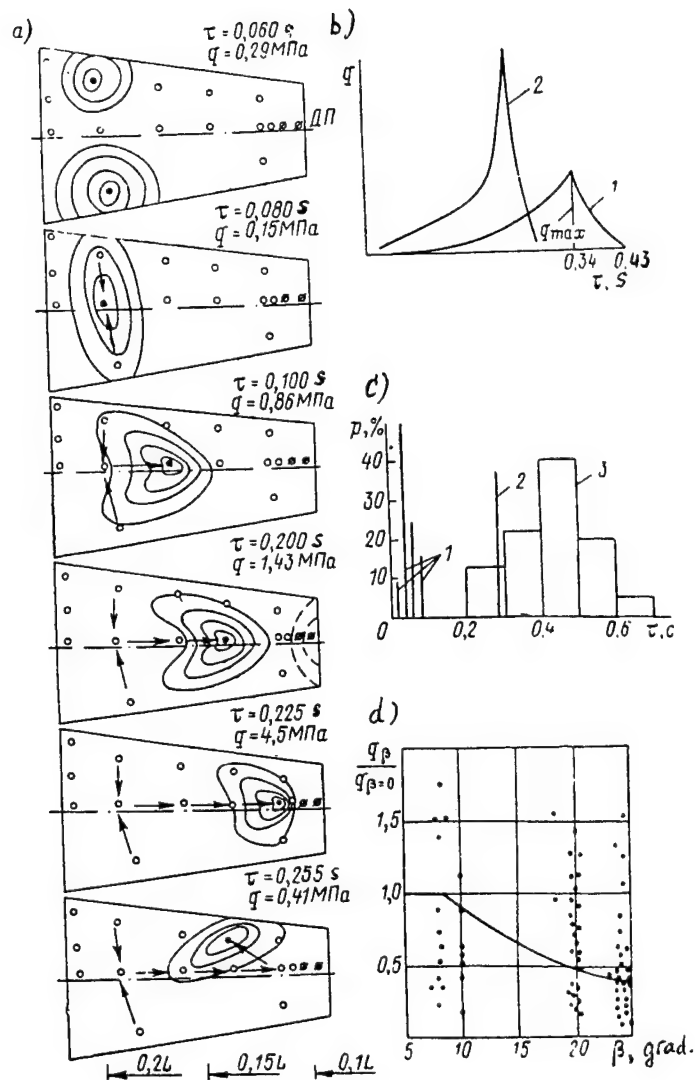 a)
τ = 0,060 s
q = 0,29 МПа
ДП
τ = 0,080 s
q = 0,15 МПа
τ = 0,100 s
q = 0,86 МПа
τ = 0,200 s
q = 1,43 МПа
τ = 0,225 s
q = 4,5 МПа
τ = 0,255 s
q = 0,41 МПа
0,2L
0,15L
0,1L
b)
q
2
1
qmax
0,34
0,43
τ, s
c)
p,%
40
30
20
10
1
2
3
0
0,2
0,4
0,6
τ, c
d)
qβ
qβ=0
1,5
1,0
0,5
5
10
15
20
β, grad.